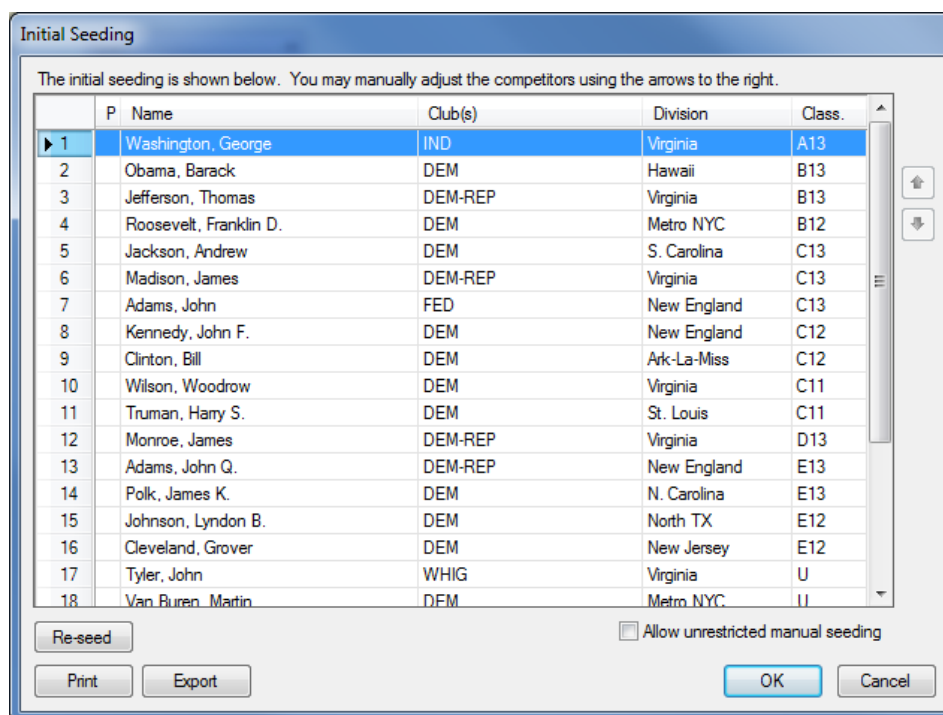 Initial Seeding
The initial seeding is shown below. You may manually adjust the competitors using the arrows to the right.
P Name Club(s) Division Class.
1 Washington, George IND Virginia A13
2 Obama, Barack DEM Hawaii B13
3 Jefferson, Thomas DEM-REP Virginia B13
4 Roosevelt, Franklin D. DEM Metro NYC B12
5 Jackson, Andrew DEM S. Carolina C13
6 Madison, James DEM-REP Virginia C13
7 Adams, John FED New England C13
8 Kennedy, John F. DEM New England C12
9 Clinton, Bill DEM Ark-La-Miss C12
10 Wilson, Woodrow DEM Virginia C11
11 Truman, Harry S. DEM St. Louis C11
12 Monroe, James DEM-REP Virginia D13
13 Adams, John Q. DEM-REP New England E13
14 Polk, James K. DEM N. Carolina E13
15 Johnson, Lyndon B. DEM North TX E12
16 Cleveland, Grover DEM New Jersey E12
17 Tyler, John WHIG Virginia U
18 Van Buren, Martin DEM Metro NYC U
Re-seed Allow unrestricted manual seeding
Print Export OK Cancel